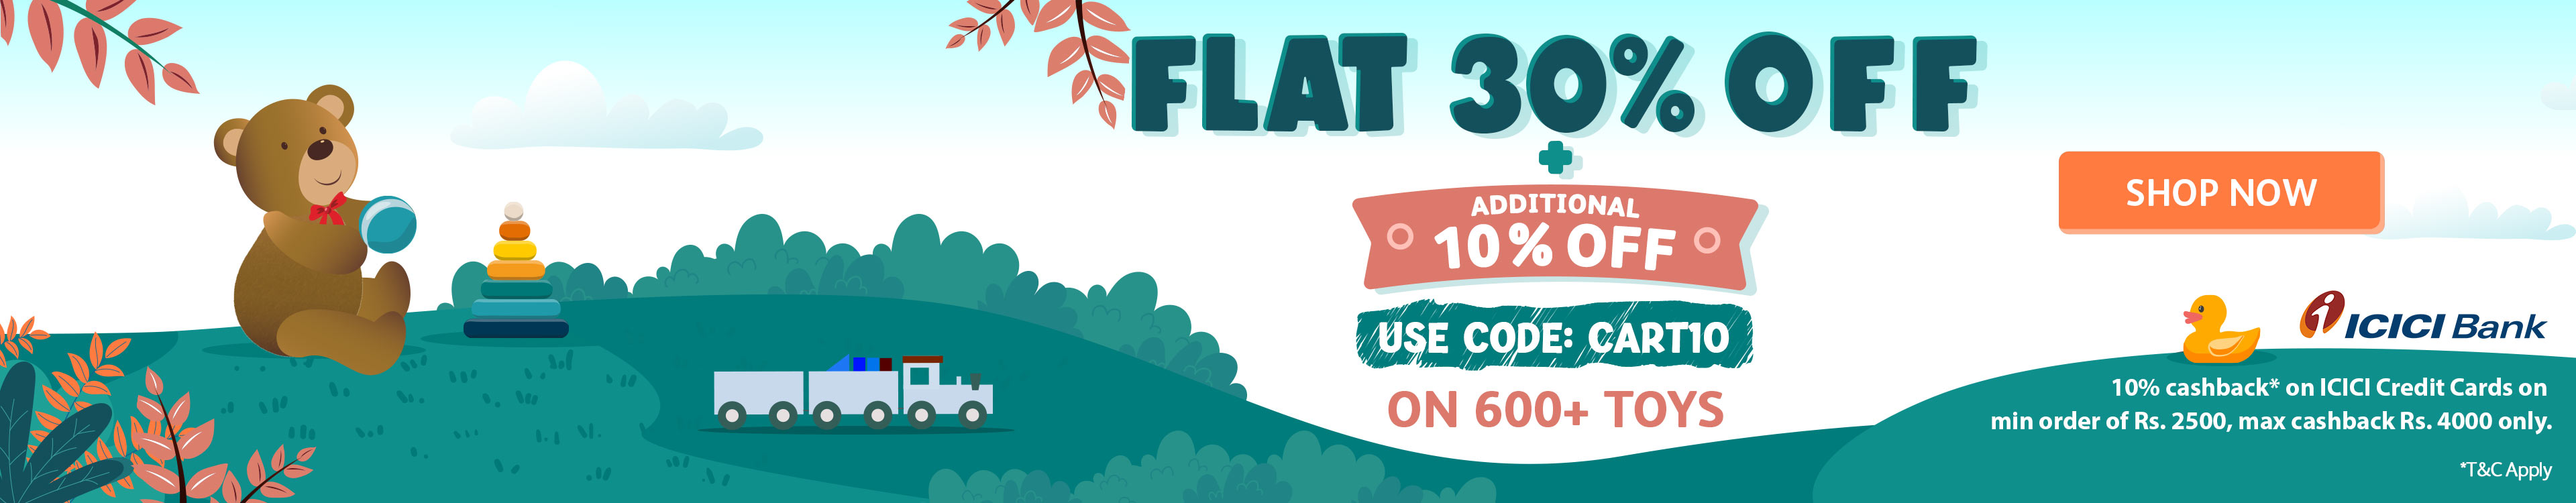 FLAT 30% OFF
+
ADDITIONAL
10% OFF
USE CODE: CART10
ON 600+ TOYS
SHOP NOW
i ICICI Bank
10% cashback* on ICICI Credit Cards on
min order of Rs. 2500, max cashback Rs. 4000 only.
*T&C Apply